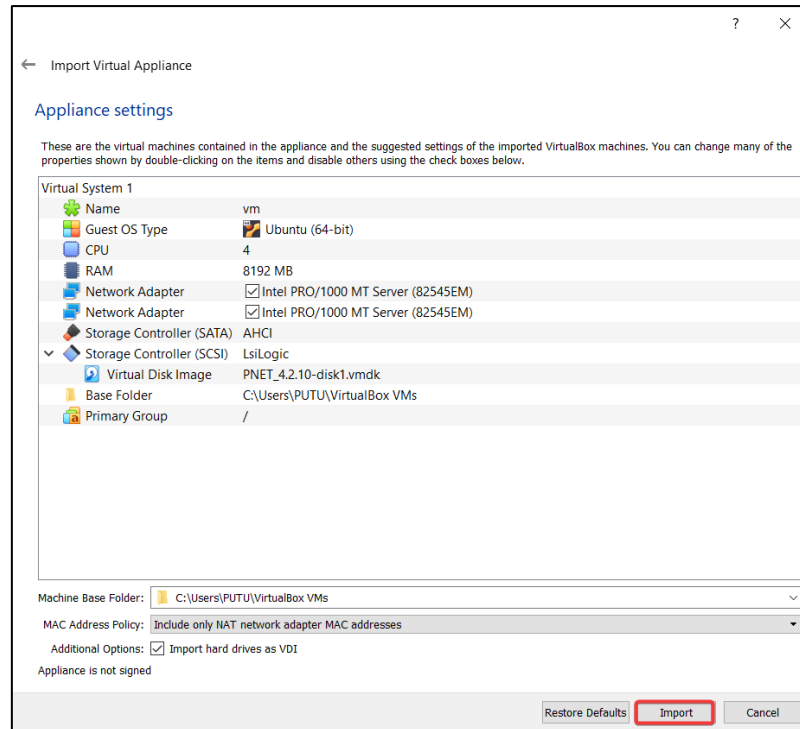 ?
Import Virtual Appliance
Appliance settings
These are the virtual machines contained in the appliance and the suggested settings of the imported VirtualBox machines. You can change many of the
properties shown by double-clicking on the items and disable others using the check boxes below.
Virtual System 1
Name vm
Guest OS Type Ubuntu (64-bit)
CPU 4
RAM 8192 MB
Network Adapter Intel PRO/1000 MT Server (82545EM)
Network Adapter Intel PRO/1000 MT Server (82545EM)
Storage Controller (SATA) AHCI
Storage Controller (SCSI) LsiLogic
Virtual Disk Image PNET_4.2.10-disk1.vmdk
Base Folder C:\Users\PUTU\VirtualBox VMs
Primary Group /
Machine Base Folder: C:\Users\PUTU\VirtualBox VMs
MAC Address Policy: Include only NAT network adapter MAC addresses
Additional Options: Import hard drives as VDI
Appliance is not signed
Restore Defaults Import Cancel